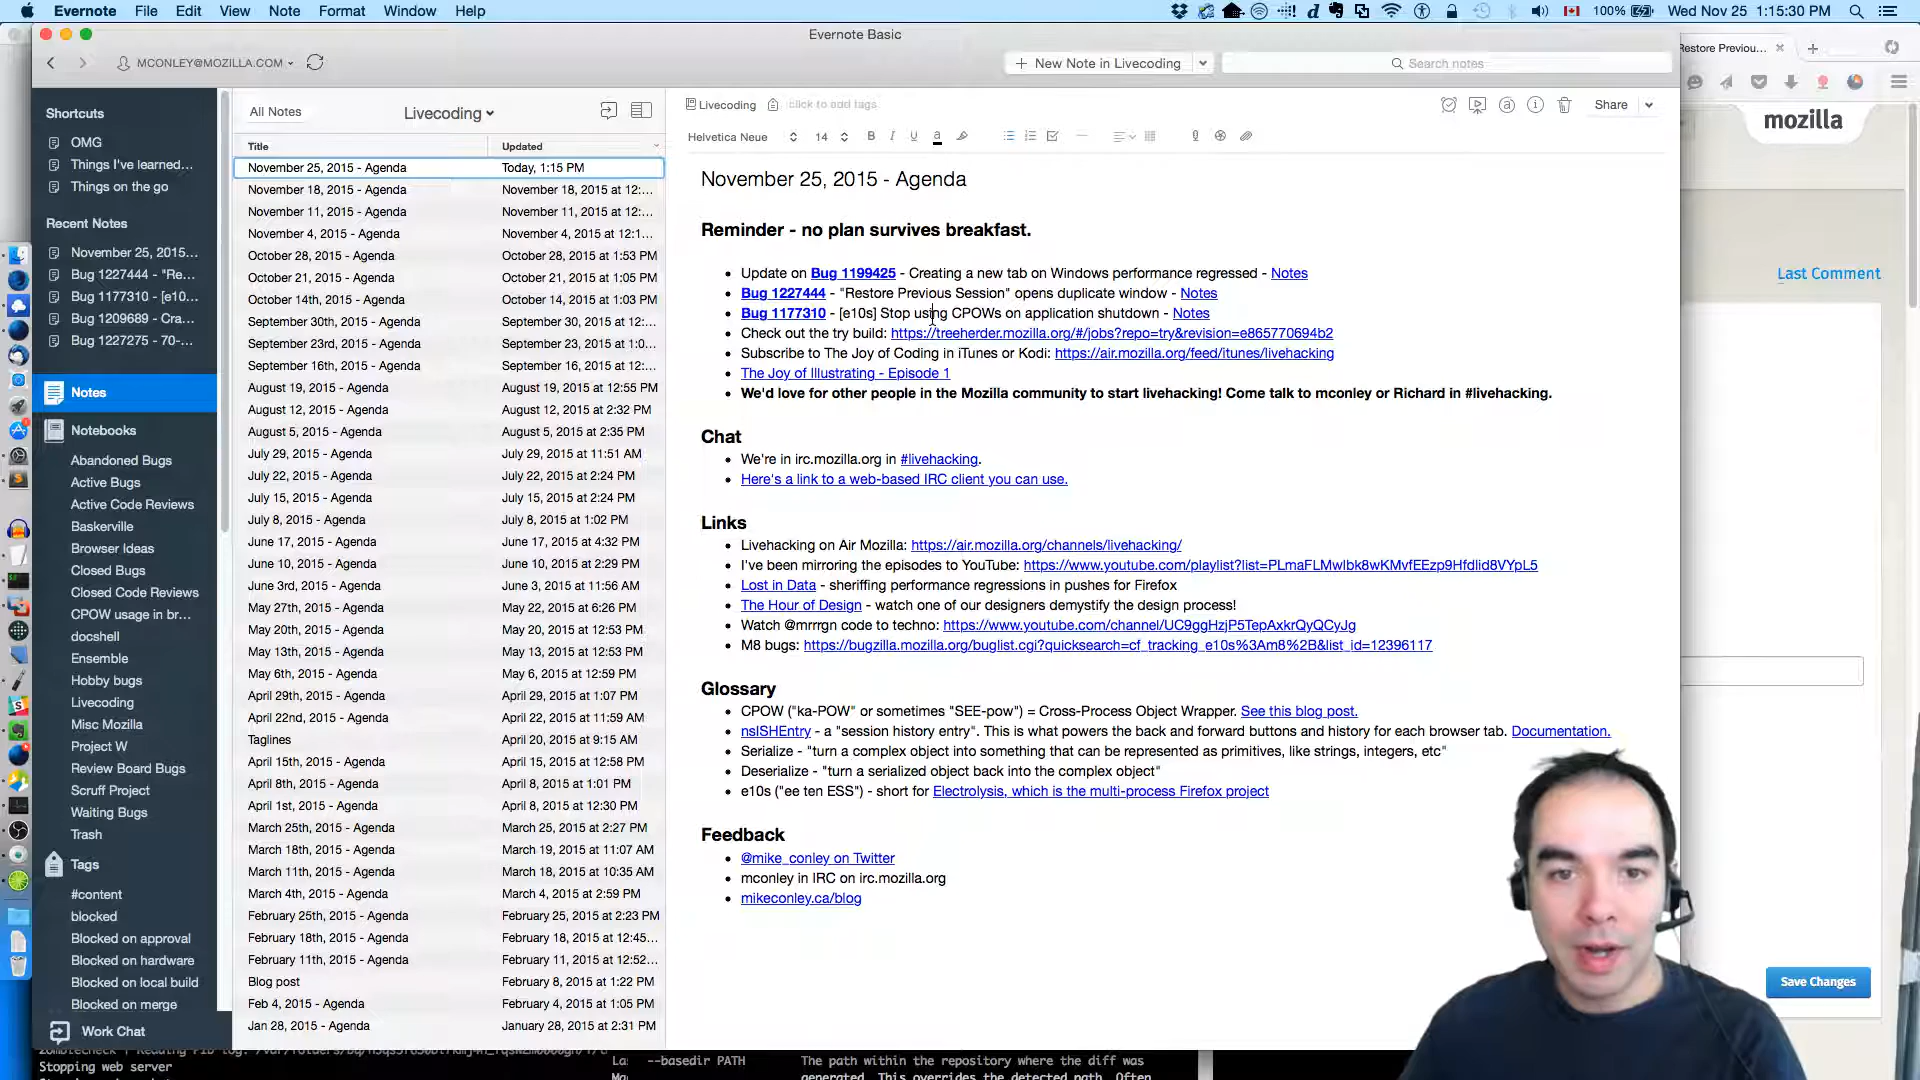 Evernote File Edit View Note Format Window Help
100% Wed Nov 25 1:15:30 PM
Evernote Basic
MCONLEY@MOZILLA.COM
New Note in Livecoding
Search notes
Restore Previou...
mozilla
Last Comment
Save Changes
Shortcuts
OMG
Things I've learned...
Things on the go
Recent Notes
November 25, 2015...
Bug 1227444 - "Re...
Bug 1177310 - [e10...
Bug 1209689 - Cra...
Bug 1227275 - 70-...
Notes
Notebooks
Abandoned Bugs
Active Bugs
Active Code Reviews
Baskerville
Browser Ideas
Closed Bugs
Closed Code Reviews
CPOW usage in br...
docshell
Ensemble
Hobby bugs
Livecoding
Misc Mozilla
Project W
Review Board Bugs
Scruff Project
Waiting Bugs
Trash
Tags
#content
blocked
Blocked on approval
Blocked on hardware
Blocked on local build
Blocked on merge
Work Chat
All Notes
Livecoding
Title Updated
November 25, 2015 - Agenda Today, 1:15 PM
November 18, 2015 - Agenda November 18, 2015 at 12:...
November 11, 2015 - Agenda November 11, 2015 at 12:...
November 4, 2015 - Agenda November 4, 2015 at 12:1...
October 28, 2015 - Agenda October 28, 2015 at 1:53 PM
October 21, 2015 - Agenda October 21, 2015 at 1:05 PM
October 14th, 2015 - Agenda October 14, 2015 at 1:03 PM
September 30th, 2015 - Agenda September 30, 2015 at 12:...
September 23rd, 2015 - Agenda September 23, 2015 at 1:0...
September 16th, 2015 - Agenda September 16, 2015 at 12:...
August 19, 2015 - Agenda August 19, 2015 at 12:55 PM
August 12, 2015 - Agenda August 12, 2015 at 2:32 PM
August 5, 2015 - Agenda August 5, 2015 at 2:35 PM
July 29, 2015 - Agenda July 29, 2015 at 11:51 AM
July 22, 2015 - Agenda July 22, 2015 at 2:24 PM
July 15, 2015 - Agenda July 15, 2015 at 2:24 PM
July 8, 2015 - Agenda July 8, 2015 at 1:02 PM
June 17, 2015 - Agenda June 17, 2015 at 4:32 PM
June 10, 2015 - Agenda June 10, 2015 at 2:29 PM
June 3rd, 2015 - Agenda June 3, 2015 at 11:56 AM
May 27th, 2015 - Agenda May 22, 2015 at 6:26 PM
May 20th, 2015 - Agenda May 20, 2015 at 12:53 PM
May 13th, 2015 - Agenda May 13, 2015 at 12:53 PM
May 6th, 2015 - Agenda May 6, 2015 at 12:59 PM
April 29th, 2015 - Agenda April 29, 2015 at 1:07 PM
April 22nd, 2015 - Agenda April 22, 2015 at 11:59 AM
Taglines April 20, 2015 at 9:15 AM
April 15th, 2015 - Agenda April 15, 2015 at 12:58 PM
April 8th, 2015 - Agenda April 8, 2015 at 1:01 PM
April 1st, 2015 - Agenda April 8, 2015 at 12:30 PM
March 25th, 2015 - Agenda March 25, 2015 at 2:27 PM
March 18th, 2015 - Agenda March 19, 2015 at 11:07 AM
March 11th, 2015 - Agenda March 18, 2015 at 10:35 AM
March 4th, 2015 - Agenda March 4, 2015 at 2:59 PM
February 25th, 2015 - Agenda February 25, 2015 at 2:23 PM
February 18th, 2015 - Agenda February 18, 2015 at 12:45...
February 11th, 2015 - Agenda February 11, 2015 at 12:52...
Blog post February 8, 2015 at 1:22 PM
Feb 4, 2015 - Agenda February 4, 2015 at 1:05 PM
Jan 28, 2015 - Agenda January 28, 2015 at 2:31 PM
Livecoding click to add tags
Share
Helvetica Neue 14 B I U a
November 25, 2015 - Agenda
Reminder - no plan survives breakfast.
Update on Bug 1199425 - Creating a new tab on Windows performance regressed - Notes
Bug 1227444 - "Restore Previous Session" opens duplicate window - Notes
Bug 1177310 - [e10s] Stop using CPOWs on application shutdown - Notes
Check out the try build: https://treeherder.mozilla.org/#/jobs?repo=try&revision=e865770694b2
Subscribe to The Joy of Coding in iTunes or Kodi: https://air.mozilla.org/feed/itunes/livehacking
The Joy of Illustrating - Episode 1
We'd love for other people in the Mozilla community to start livehacking! Come talk to mconley or Richard in #livehacking.
Chat
We're in irc.mozilla.org in #livehacking.
Here's a link to a web-based IRC client you can use.
Links
Livehacking on Air Mozilla: https://air.mozilla.org/channels/livehacking/
I've been mirroring the episodes to YouTube: https://www.youtube.com/playlist?list=PLmaFLMwlbk8wKMvfEEzp9Hfdlid8VYpL5
Lost in Data - sheriffing performance regressions in pushes for Firefox
The Hour of Design - watch one of our designers demystify the design process!
Watch @mrrrgn code to techno: https://www.youtube.com/channel/UC9ggHzjP5TepAxkrQyQCyJg
M8 bugs: https://bugzilla.mozilla.org/buglist.cgi?quicksearch=cf_tracking_e10s%3Am8%2B&list_id=12396117
Glossary
CPOW ("ka-POW" or sometimes "SEE-pow") = Cross-Process Object Wrapper. See this blog post.
nsISHEntry - a "session history entry". This is what powers the back and forward buttons and history for each browser tab. Documentation.
Serialize - "turn a complex object into something that can be represented as primitives, like strings, integers, etc"
Deserialize - "turn a serialized object back into the complex object"
e10s ("ee ten ESS") - short for Electrolysis, which is the multi-process Firefox project
Feedback
@mike_conley on Twitter
mconley in IRC on irc.mozilla.org
mikeconley.ca/blog
Stopping web server
--basedir PATH The path within the repository where the diff was
generated. This overrides the detected path. Often